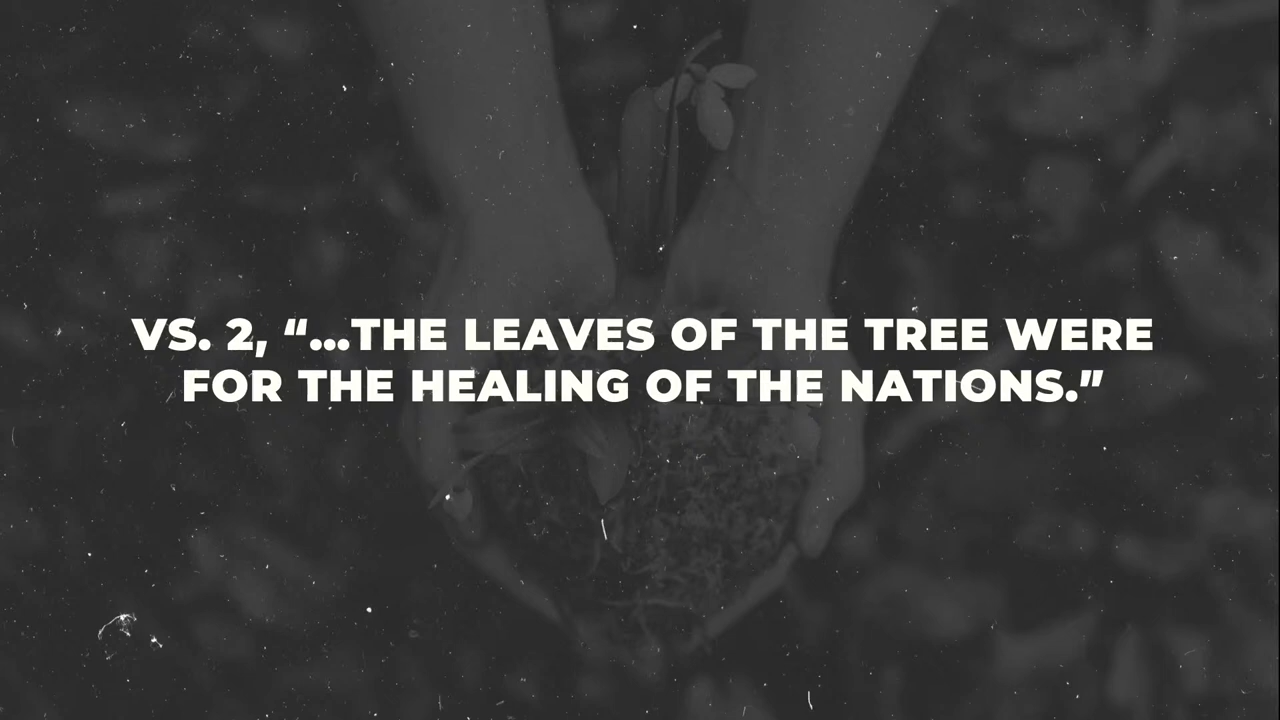 VS. 2, “...THE LEAVES OF THE TREE WERE
FOR THE HEALING OF THE NATIONS.”